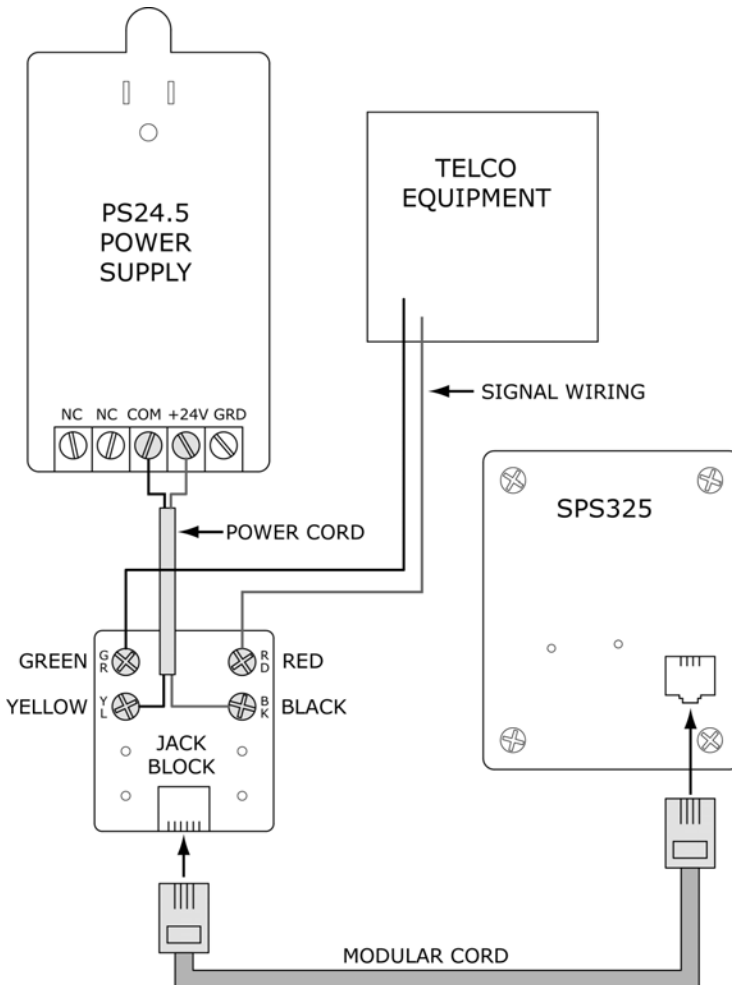 PS24.5
POWER
SUPPLY
NC NC COM +24V GRD
TELCO
EQUIPMENT
SIGNAL WIRING
POWER CORD
SPS325
GREEN
GR
RD
RED
YELLOW
YL
BK
BLACK
JACK
BLOCK
MODULAR CORD